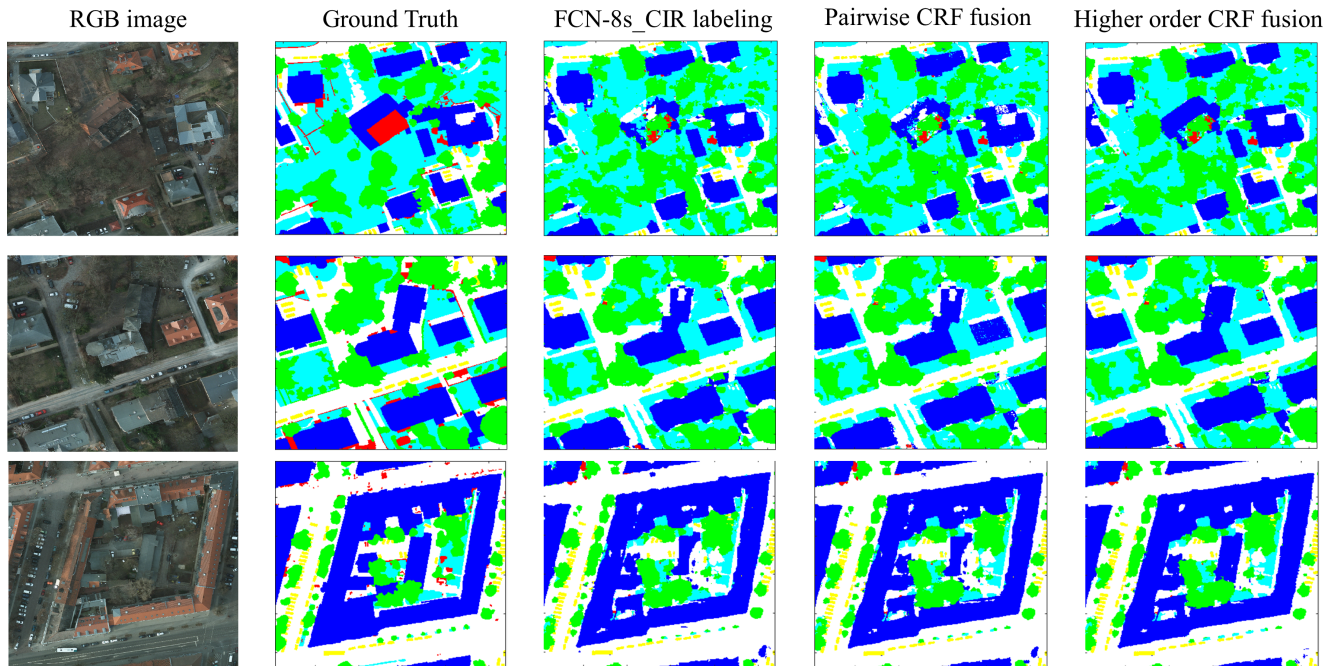 RGB image
Ground Truth
FCN-8s_CIR labeling
Pairwise CRF fusion
Higher order CRF fusion